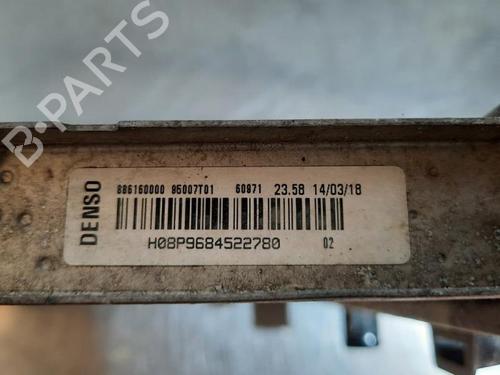 B-PARTS
DENSO
886160000 95007T01 60871 23.58 14/03/18
H08P9684522780 02